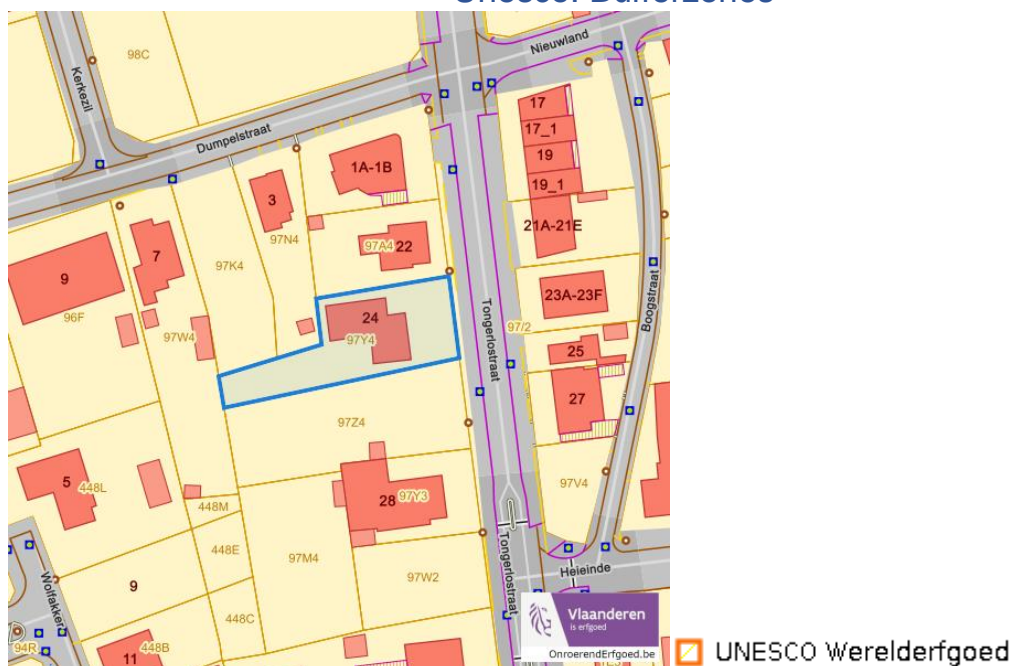 Unesco: Bufferzones
98C
Kerkezil
Nieuwland
Dumpelstraat
17
17_1
19
19_1
1A-1B
3
97N4
21A-21E
7
97K4
97A4 22
9
96F
23A-23F
24
97Y4
97W4
Tongerlostraat
97/2
Boogstraat
25
27
97Z4
5
448L
97V4
28 97Y3
448M
448E
97M4
Tongerlostraat
Heieinde
97W2
9
Wolfakker
448C
94R
448B
11
Vlaanderen
is erfgoed
OnroerendErfgoed.be
UNESCO Werelderfgoed